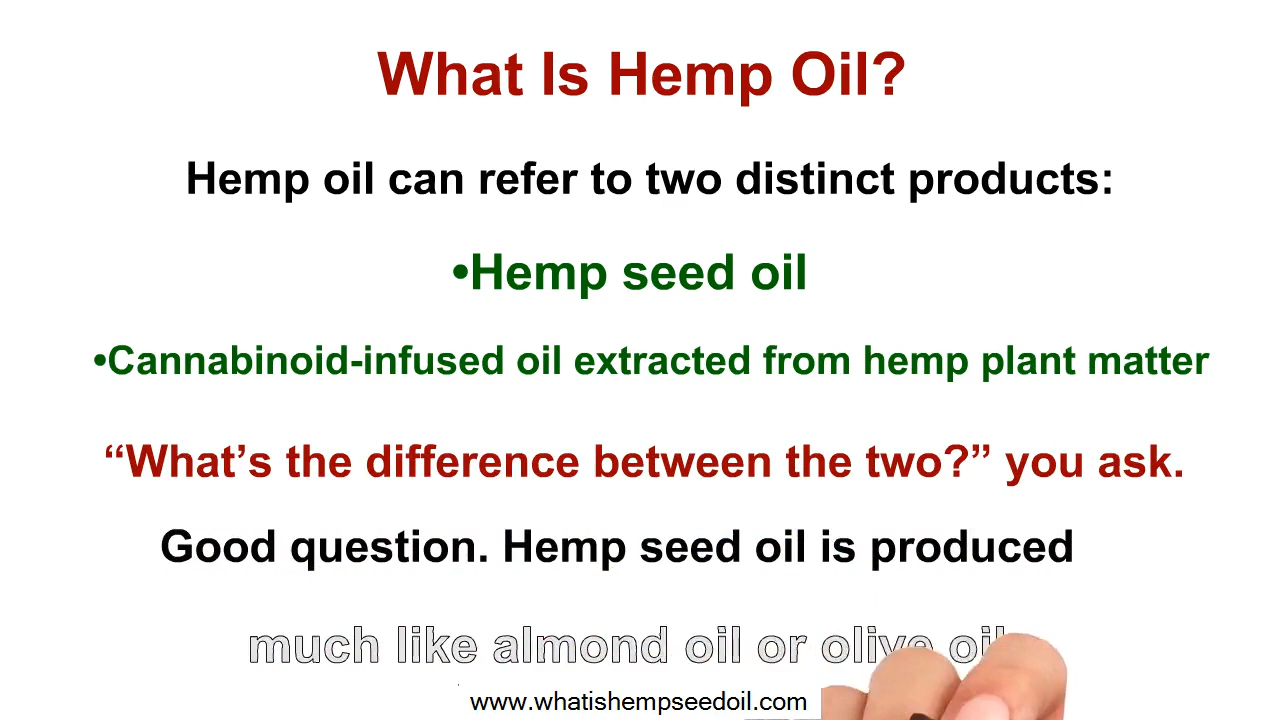 What Is Hemp Oil?
Hemp oil can refer to two distinct products:
•Hemp seed oil
•Cannabinoid-infused oil extracted from hemp plant matter
“What’s the difference between the two?” you ask.
Good question. Hemp seed oil is produced
much like almond oil or olive oil
www.whatishempseedoil.com